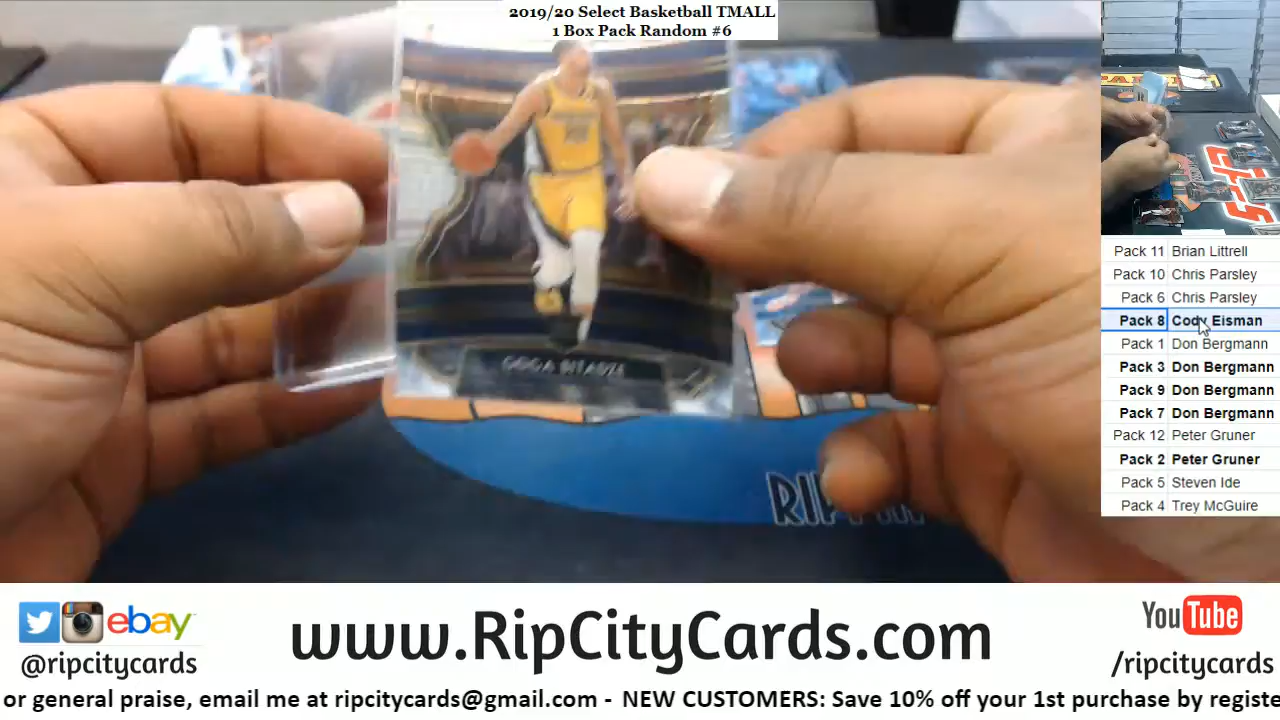 2019/20 Select Basketball TMALL
1 Box Pack Random #6
GOGA BITADZE
RIPPIN
Pack 11 Brian Littrell
Pack 10 Chris Parsley
Pack 6 Chris Parsley
Pack 8 Cody Eisman
Pack 1 Don Bergmann
Pack 3 Don Bergmann
Pack 9 Don Bergmann
Pack 7 Don Bergmann
Pack 12 Peter Gruner
Pack 2 Peter Gruner
Pack 5 Steven Ide
Pack 4 Trey McGuire
ebay
@ripcitycards
www.RipCityCards.com
YouTube
/ripcitycards
or general praise, email me at ripcitycards@gmail.com - NEW CUSTOMERS: Save 10% off your 1st purchase by registe